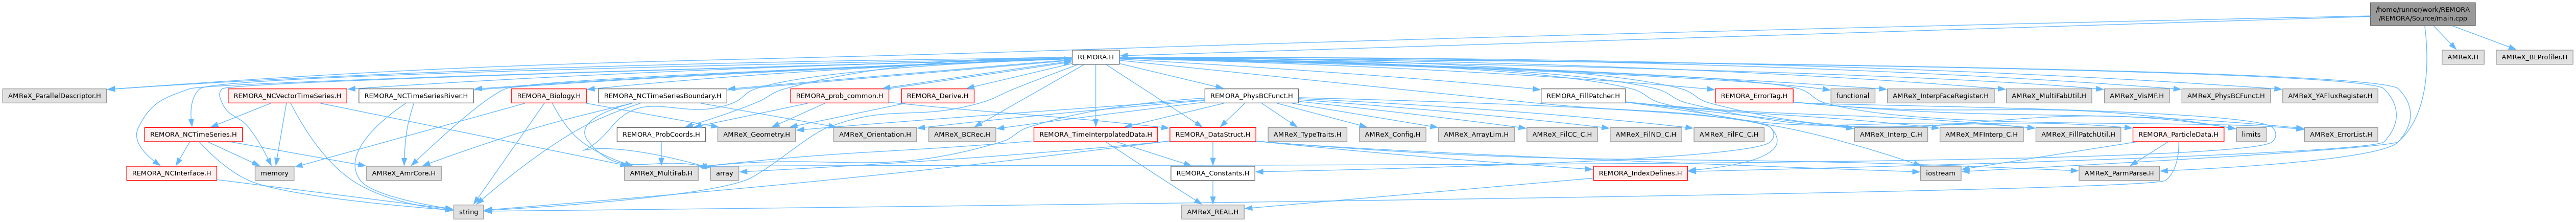 /home/runner/work/REMORA
/REMORA/Source/main.cpp
REMORA.H
AMReX.H
AMReX_BLProfiler.H
AMReX_ParallelDescriptor.H
REMORA_NCVectorTimeSeries.H
REMORA_NCTimeSeriesRiver.H
REMORA_Biology.H
REMORA_NCTimeSeriesBoundary.H
REMORA_prob_common.H
REMORA_Derive.H
REMORA_PhysBCFunct.H
REMORA_FillPatcher.H
REMORA_ErrorTag.H
functional
AMReX_InterpFaceRegister.H
AMReX_MultiFabUtil.H
AMReX_VisMF.H
AMReX_PhysBCFunct.H
AMReX_YAFluxRegister.H
REMORA_NCTimeSeries.H
REMORA_ProbCoords.H
AMReX_Geometry.H
AMReX_Orientation.H
AMReX_BCRec.H
REMORA_TimeInterpolatedData.H
REMORA_DataStruct.H
AMReX_TypeTraits.H
AMReX_Config.H
AMReX_ArrayLim.H
AMReX_FilCC_C.H
AMReX_FilND_C.H
AMReX_FilFC_C.H
AMReX_Interp_C.H
AMReX_MFInterp_C.H
AMReX_FillPatchUtil.H
REMORA_ParticleData.H
limits
AMReX_ErrorList.H
REMORA_NCInterface.H
memory
AMReX_AmrCore.H
AMReX_MultiFab.H
array
REMORA_Constants.H
REMORA_IndexDefines.H
iostream
AMReX_ParmParse.H
string
AMReX_REAL.H